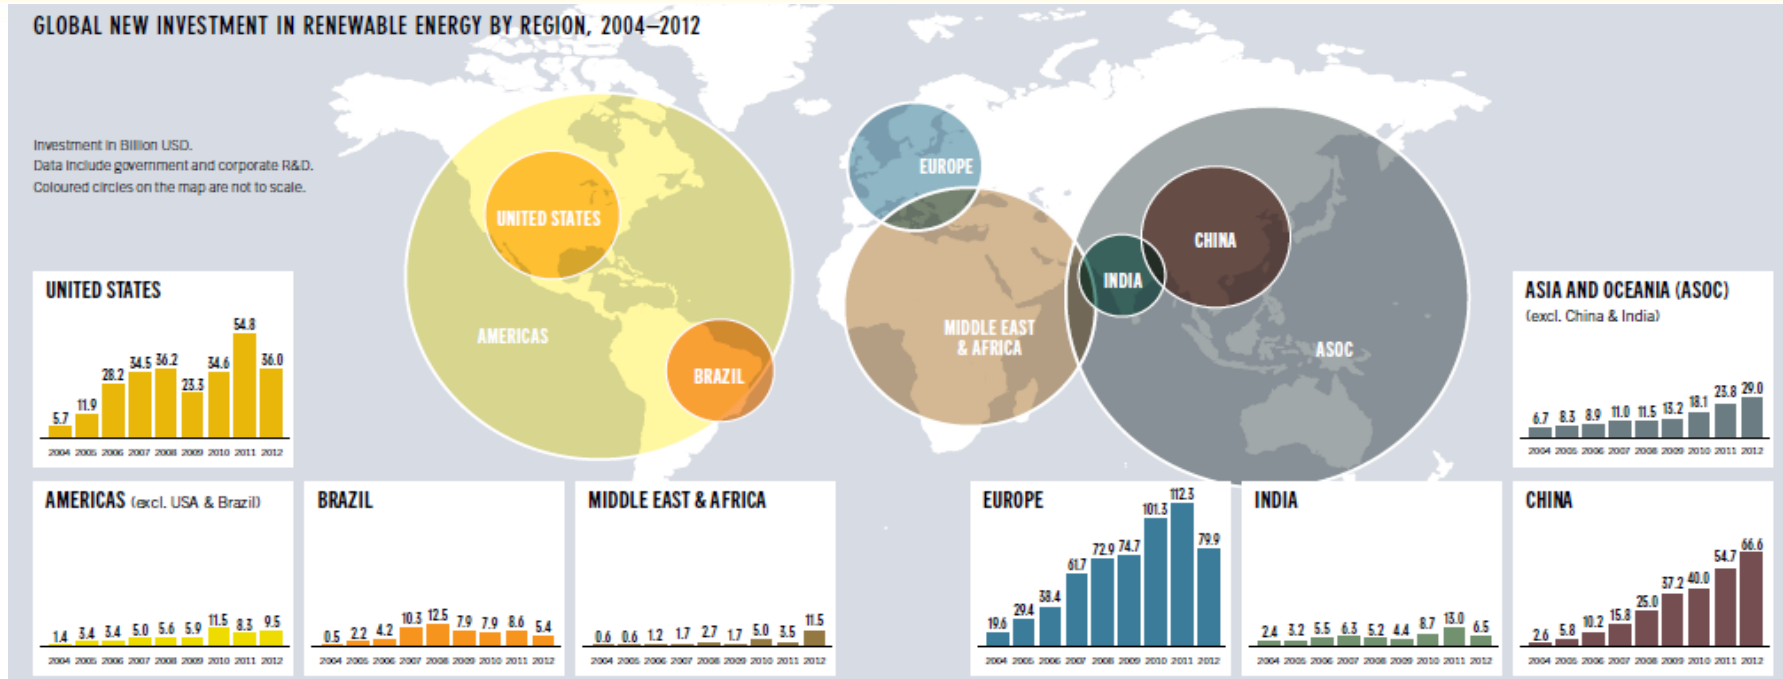 GLOBAL NEW INVESTMENT IN RENEWABLE ENERGY BY REGION, 2004–2012
Investment in Billion USD.
Data include government and corporate R&D.
Coloured circles on the map are not to scale.
UNITED STATES
AMERICAS
BRAZIL
EUROPE
MIDDLE EAST
& AFRICA
INDIA
CHINA
ASOC
UNITED STATES
5.7 11.9 28.2 34.5 36.2 23.3 34.6 54.8 36.0
2004 2005 2006 2007 2008 2009 2010 2011 2012
ASIA AND OCEANIA (ASOC)
(excl. China & India)
6.7 8.3 8.9 11.0 11.5 13.2 18.1 23.8 29.0
2004 2005 2006 2007 2008 2009 2010 2011 2012
AMERICAS (excl. USA & Brazil)
1.4 3.4 3.4 5.0 5.6 5.9 11.5 8.3 9.5
2004 2005 2006 2007 2008 2009 2010 2011 2012
BRAZIL
0.5 2.2 4.2 10.3 12.5 7.9 7.9 8.6 5.4
2004 2005 2006 2007 2008 2009 2010 2011 2012
MIDDLE EAST & AFRICA
0.6 0.6 1.2 1.7 2.7 1.7 5.0 3.5 11.5
2004 2005 2006 2007 2008 2009 2010 2011 2012
EUROPE
19.6 29.4 38.4 61.7 72.9 74.7 101.3 112.3 79.9
2004 2005 2006 2007 2008 2009 2010 2011 2012
INDIA
2.4 3.2 5.5 6.3 5.2 4.4 8.7 13.0 6.5
2004 2005 2006 2007 2008 2009 2010 2011 2012
CHINA
2.6 5.8 10.2 15.8 25.0 37.2 40.0 54.7 66.6
2004 2005 2006 2007 2008 2009 2010 2011 2012